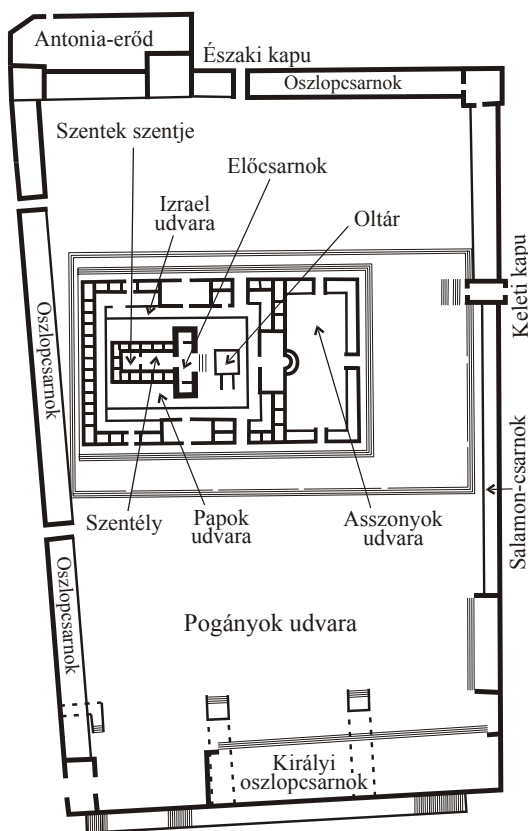 Antonia-erőd
Északi kapu
Oszlopcsarnok
Szentek szentje
Előcsarnok
Izrael
udvara
Oltár
Keleti kapu
Oszlopcsarnok
Salamon-csarnok
Szentély
Papok
udvara
Asszonyok
udvara
Oszlopcsarnok
Pogányok udvara
Királyi
oszlopcsarnok